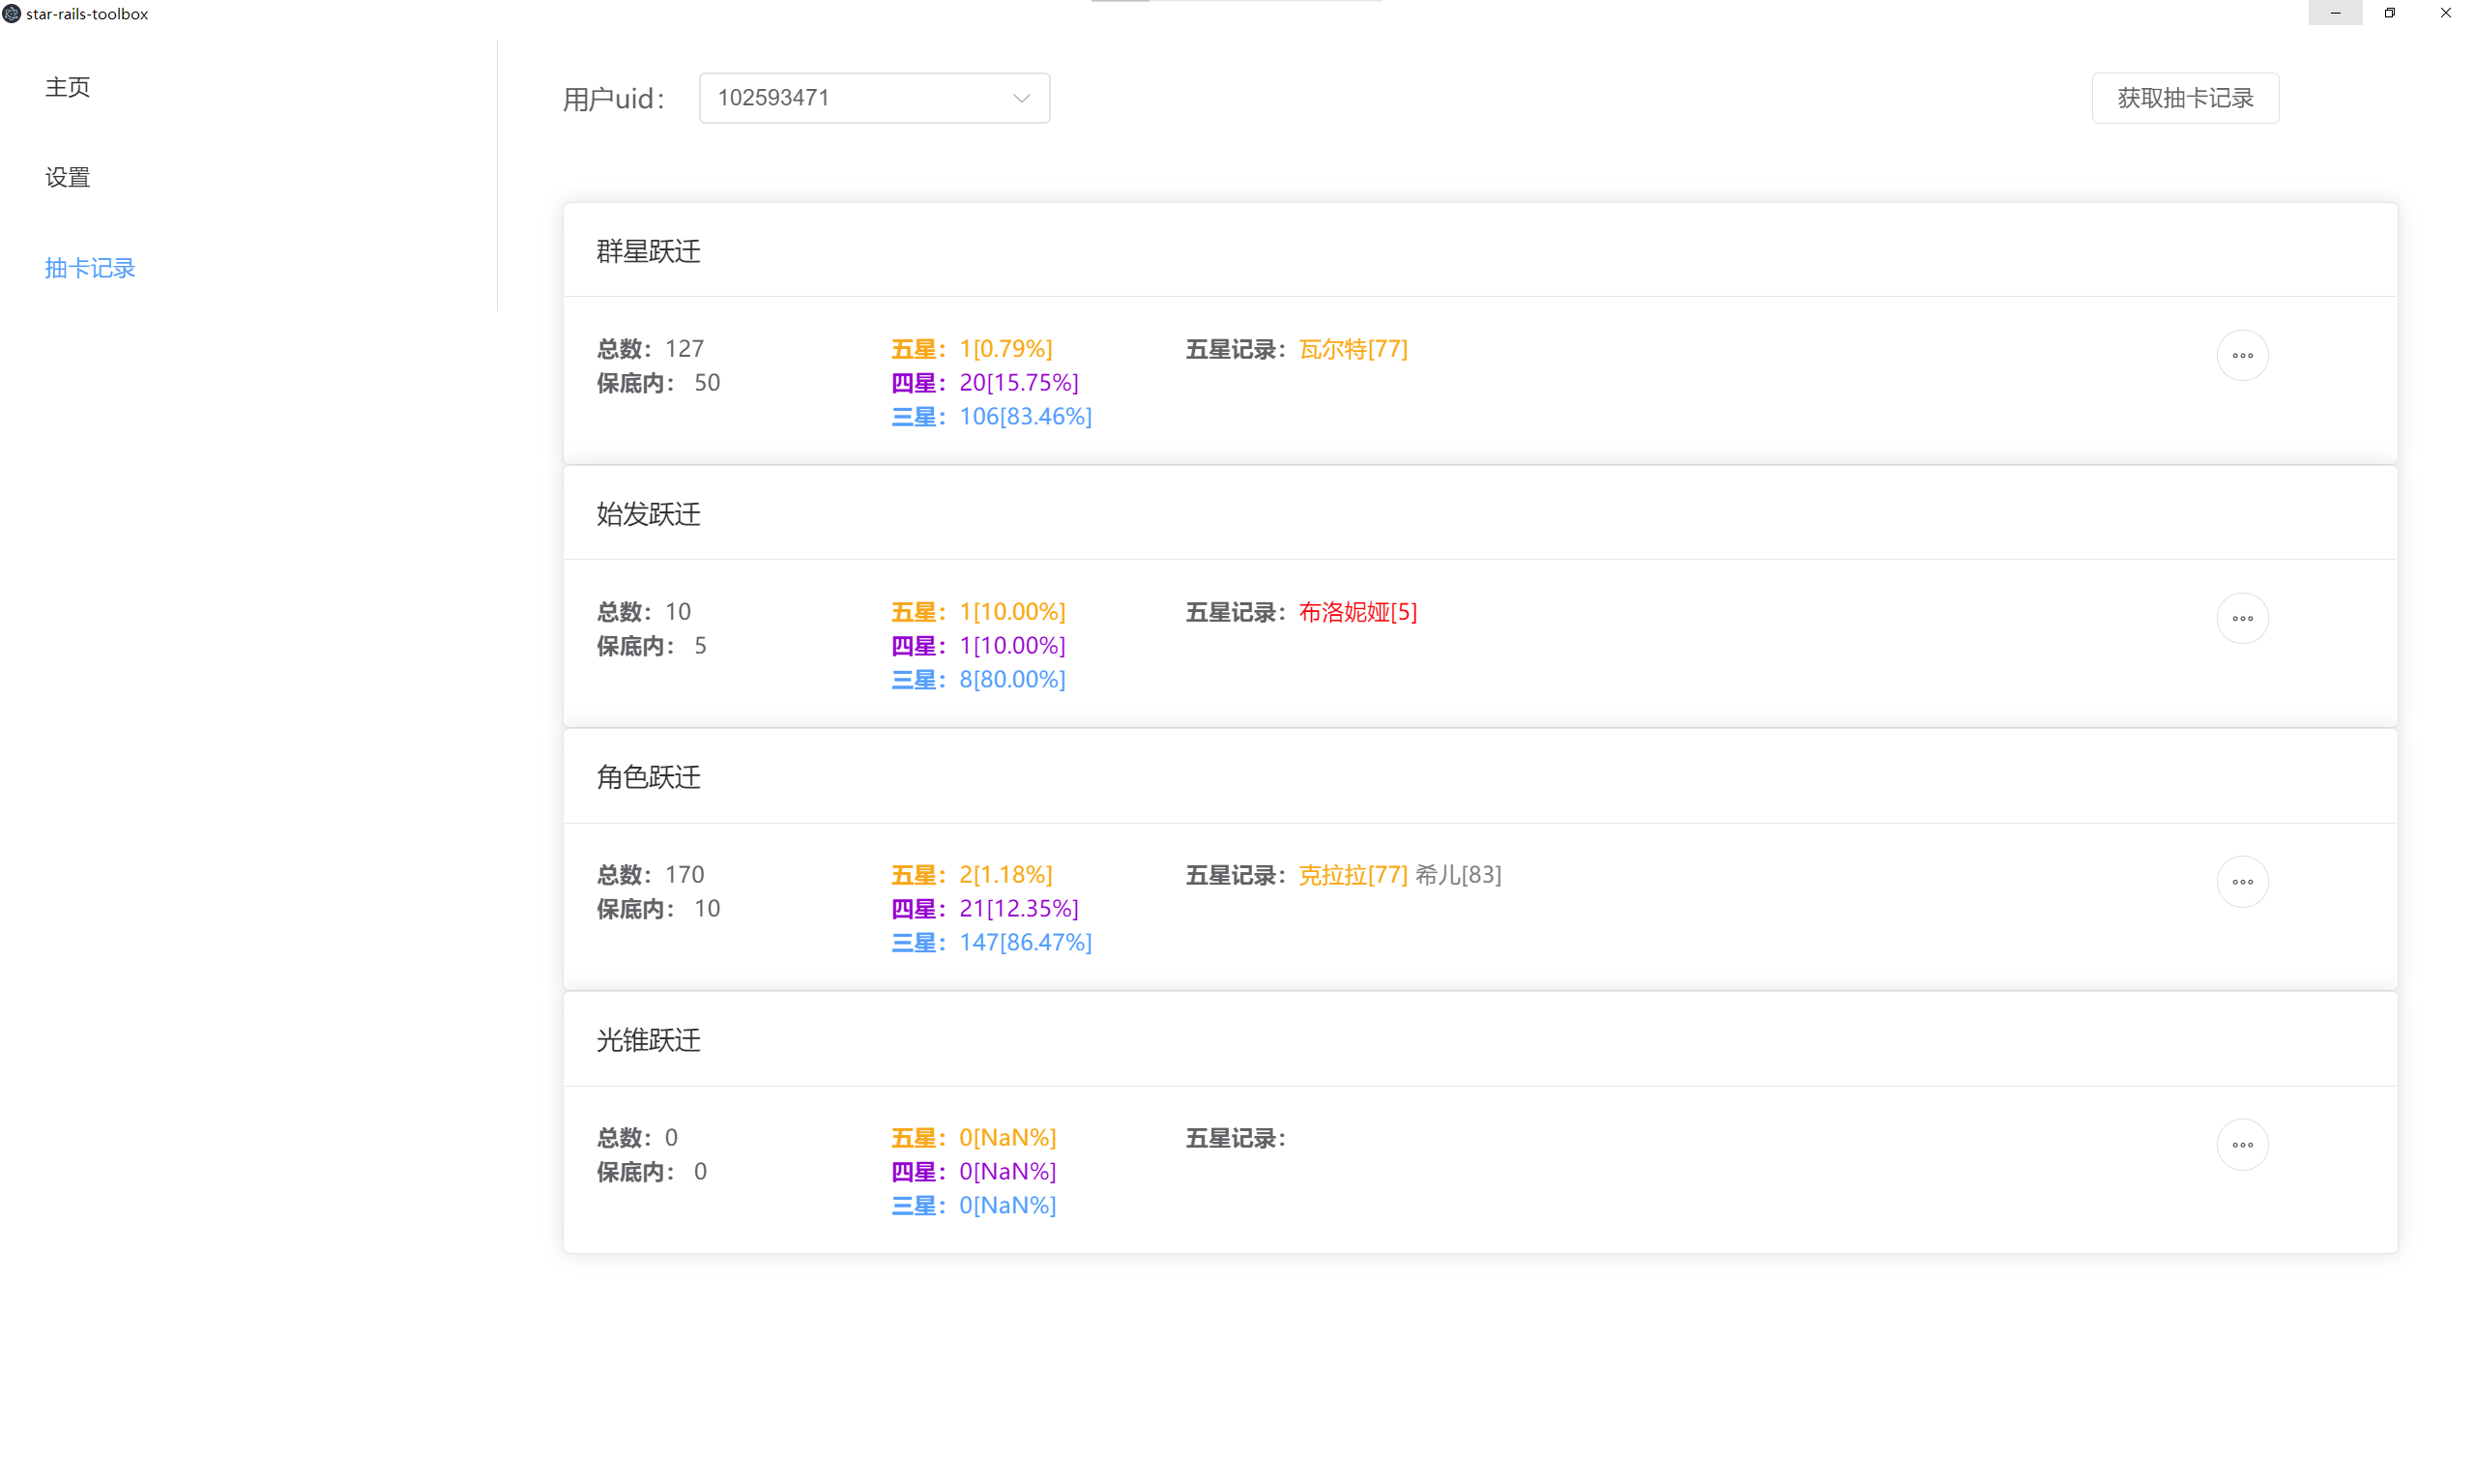 star-rails-toolbox
主页
设置
抽卡记录
用户uid： 102593471 获取抽卡记录
群星跃迁
总数：127 五星：1[0.79%] 五星记录：瓦尔特[77]
保底内： 50 四星：20[15.75%]
三星：106[83.46%]
始发跃迁
总数：10 五星：1[10.00%] 五星记录：布洛妮娅[5]
保底内： 5 四星：1[10.00%]
三星：8[80.00%]
角色跃迁
总数：170 五星：2[1.18%] 五星记录：克拉拉[77] 希儿[83]
保底内： 10 四星：21[12.35%]
三星：147[86.47%]
光锥跃迁
总数：0 五星：0[NaN%] 五星记录：
保底内： 0 四星：0[NaN%]
三星：0[NaN%]